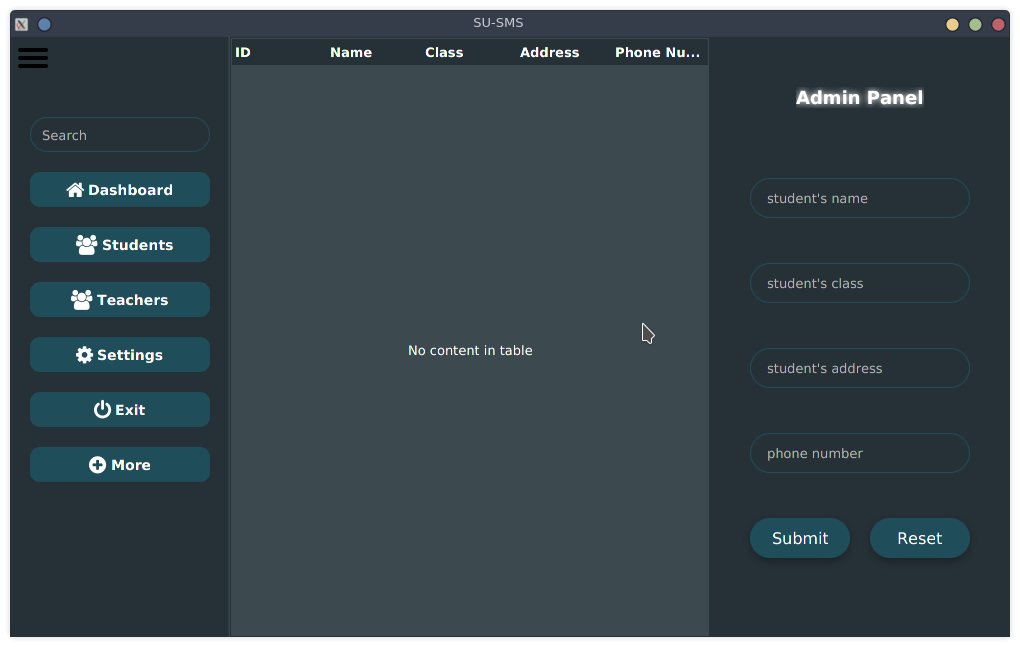 SU-SMS
Search
Dashboard
Students
Teachers
Settings
Exit
More
ID Name Class Address Phone Nu...
No content in table
Admin Panel
student's name
student's class
student's address
phone number
Submit Reset